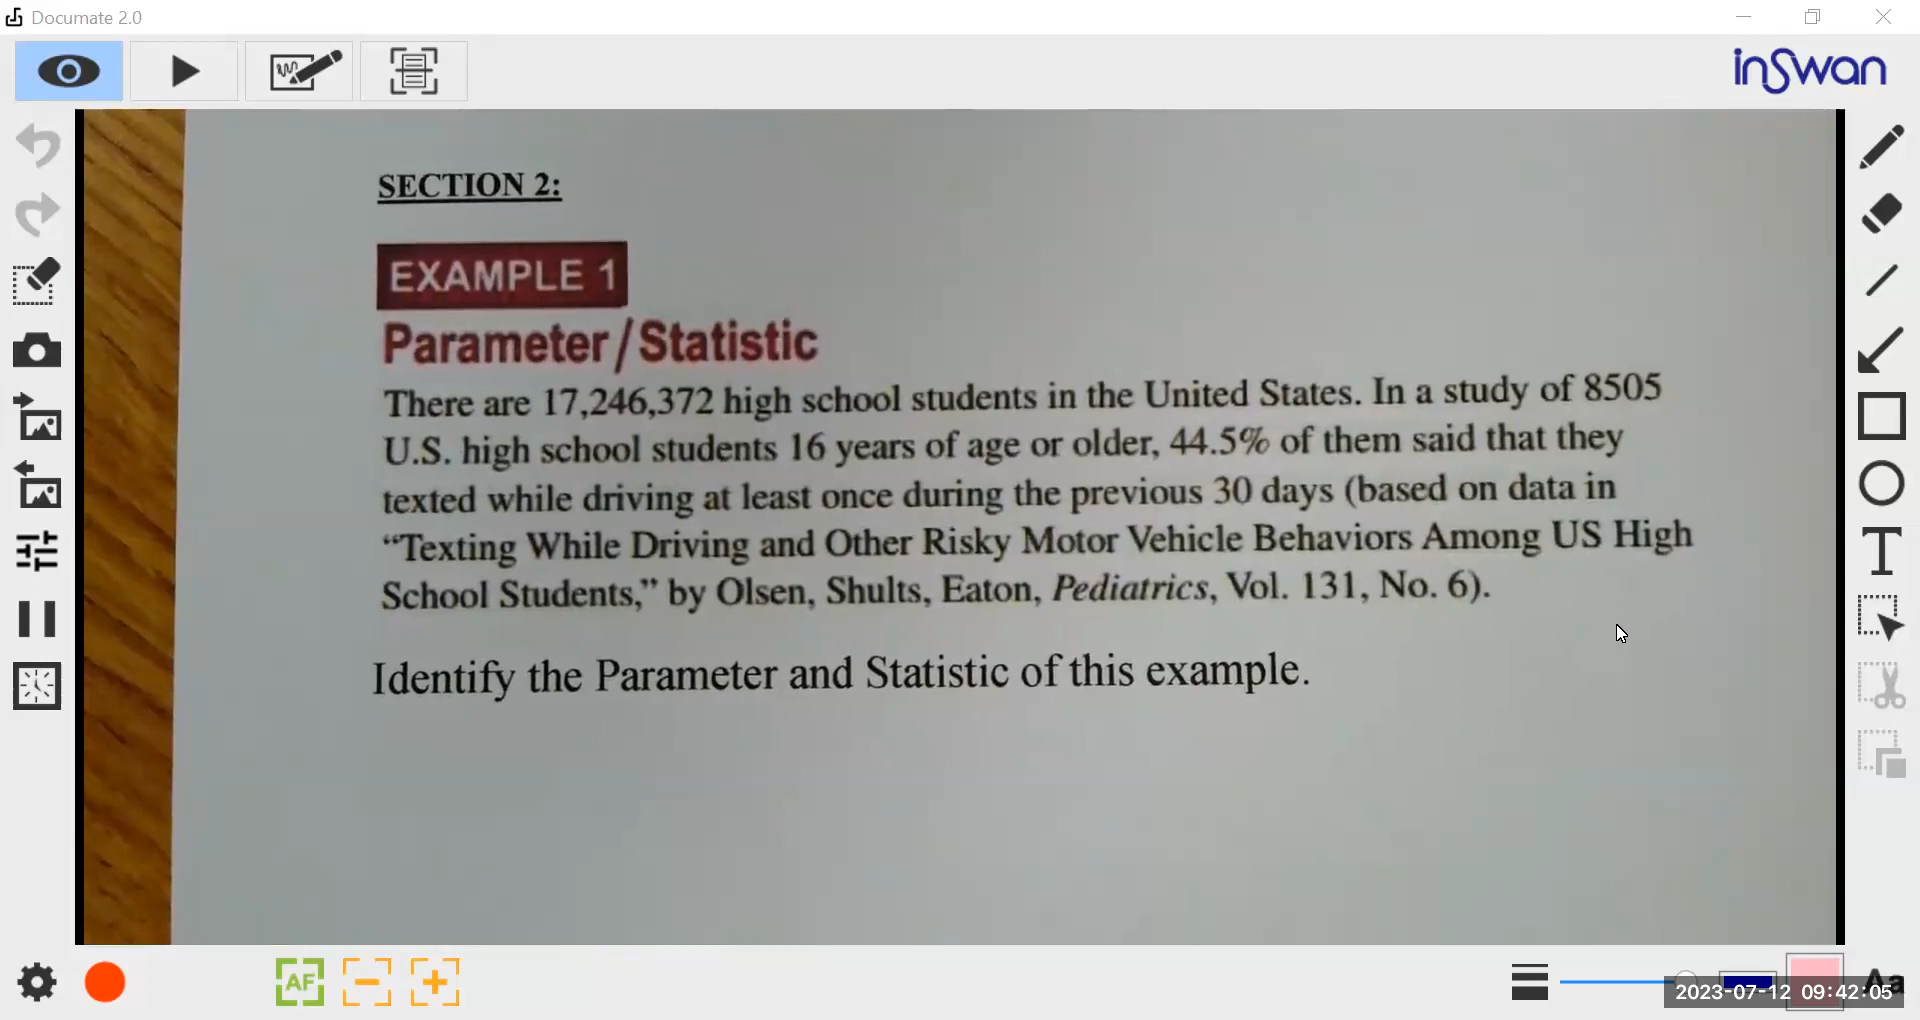 Documate 2.0
inSwan
SECTION 2:
EXAMPLE 1
Parameter/Statistic
There are 17,246,372 high school students in the United States. In a study of 8505
U.S. high school students 16 years of age or older, 44.5% of them said that they
texted while driving at least once during the previous 30 days (based on data in
“Texting While Driving and Other Risky Motor Vehicle Behaviors Among US High
School Students,” by Olsen, Shults, Eaton, Pediatrics, Vol. 131, No. 6).
Identify the Parameter and Statistic of this example.
T
AF
Aa
2023-07-12 09:42:05